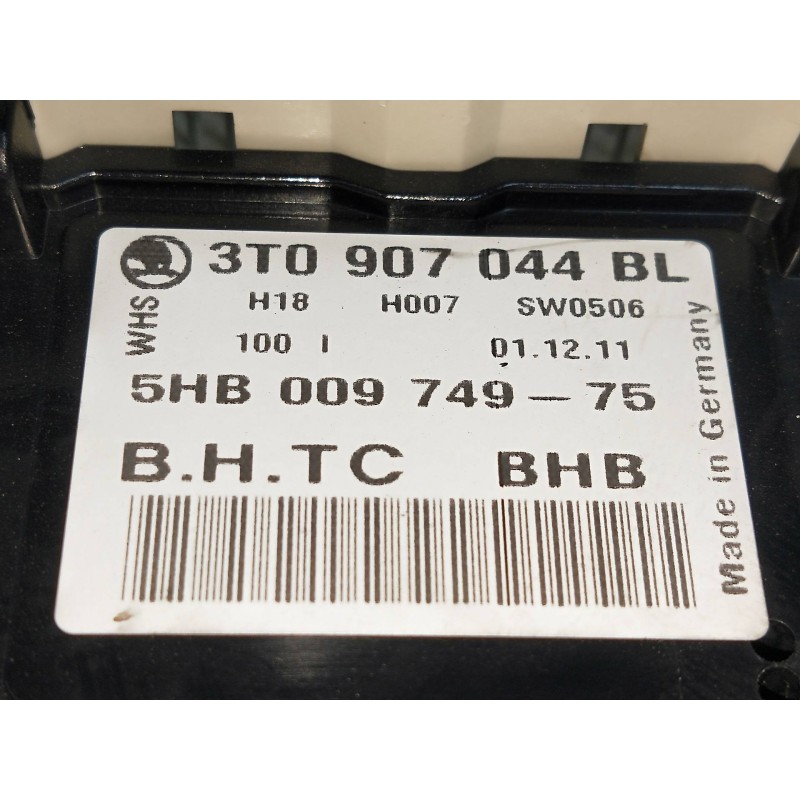 3T0 907 044 BL
WHS
H18 H007 SW0506
100 I 01.12.11
5HB 009 749-75
B.H.TC BHB
Made in Germany